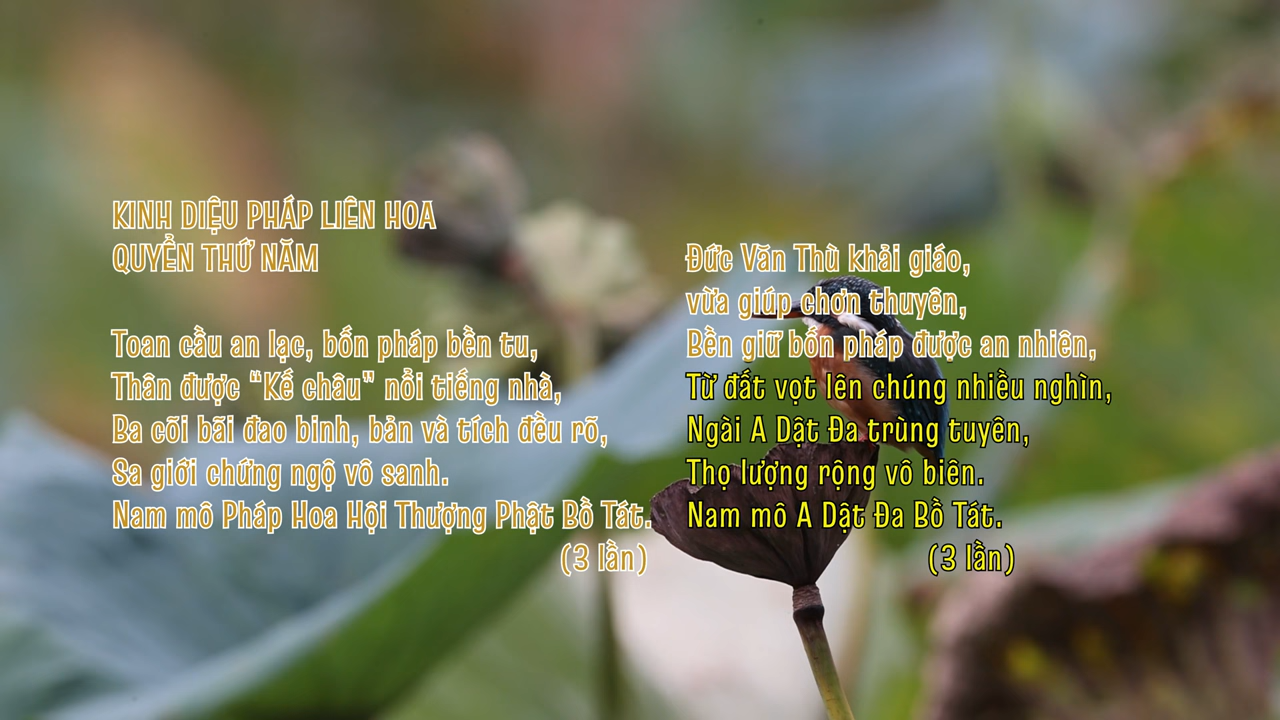 KINH DIỆU PHÁP LIÊN HOA
QUYỂN THỨ NĂM
Toan cầu an lạc, bốn pháp bền tu,
Thân được “Kế châu” nổi tiếng nhà,
Ba cõi bãi đao binh, bản và tích đều rõ,
Sa giới chứng ngộ vô sanh.
Nam mô Pháp Hoa Hội Thượng Phật Bồ Tát.
(3 lần)
Đức Văn Thù khải giáo,
vừa giúp chơn thuyên,
Bền giữ bốn pháp được an nhiên,
Từ đất vọt lên chúng nhiều nghìn,
Ngài A Dật Đa trùng tuyên,
Thọ lượng rộng vô biên.
Nam mô A Dật Đa Bồ Tát.
(3 lần)